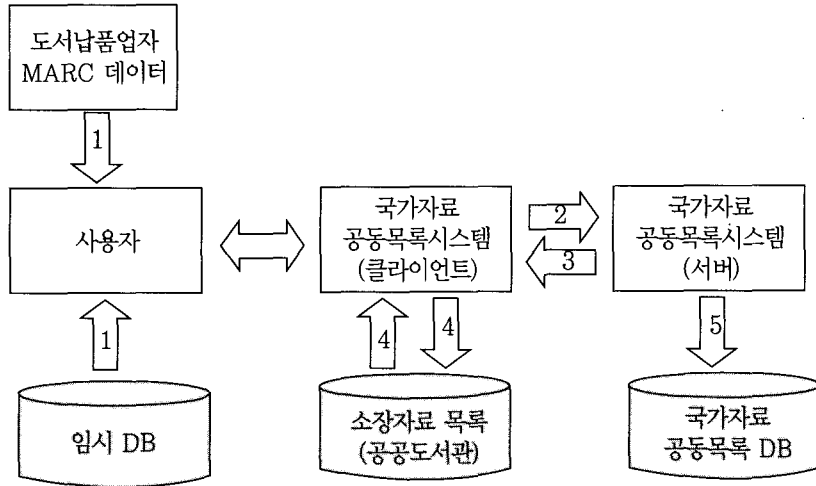 도서납품업자
MARC 데이터
1
사용자
국가자료
공동목록시스템
(클라이언트)
2
3
국가자료
공동목록시스템
(서버)
1
4
4
5
임시 DB
소장자료 목록
(공공도서관)
국가자료
공동목록 DB